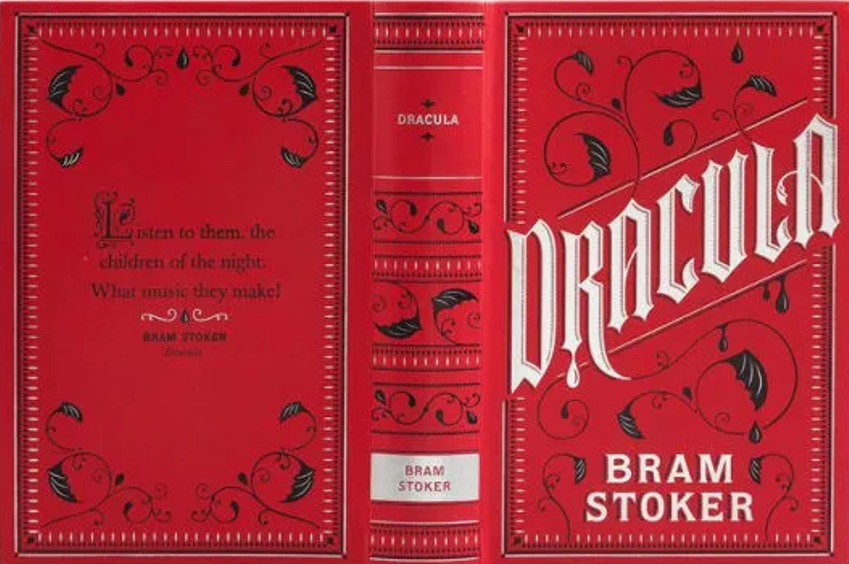 Listen to them. the
children of the night.
What music they make!
BRAM STOKER
Dracula
DRACULA
BRAM
STOKER
DRACULA
BRAM
STOKER